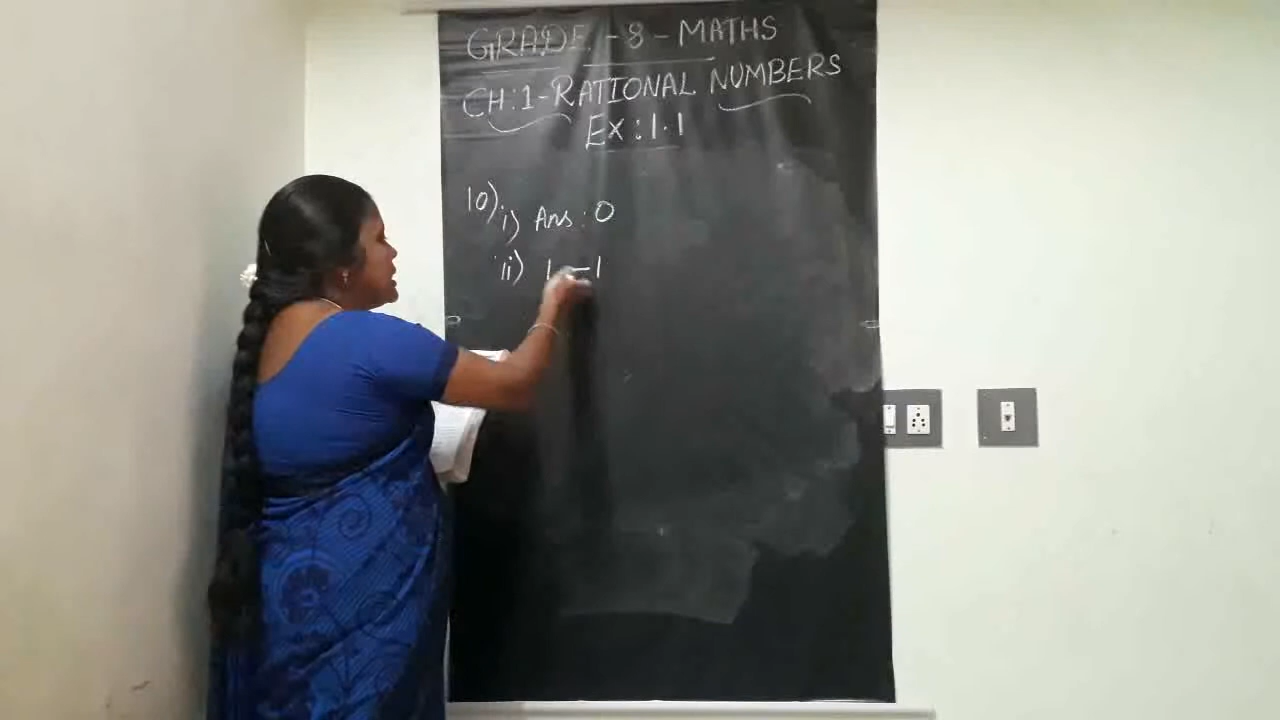 GRADE - 8 - MATHS
CH:1-RATIONAL NUMBERS
Ex:1.1
10) i) Ans: 0
ii) 1 -1